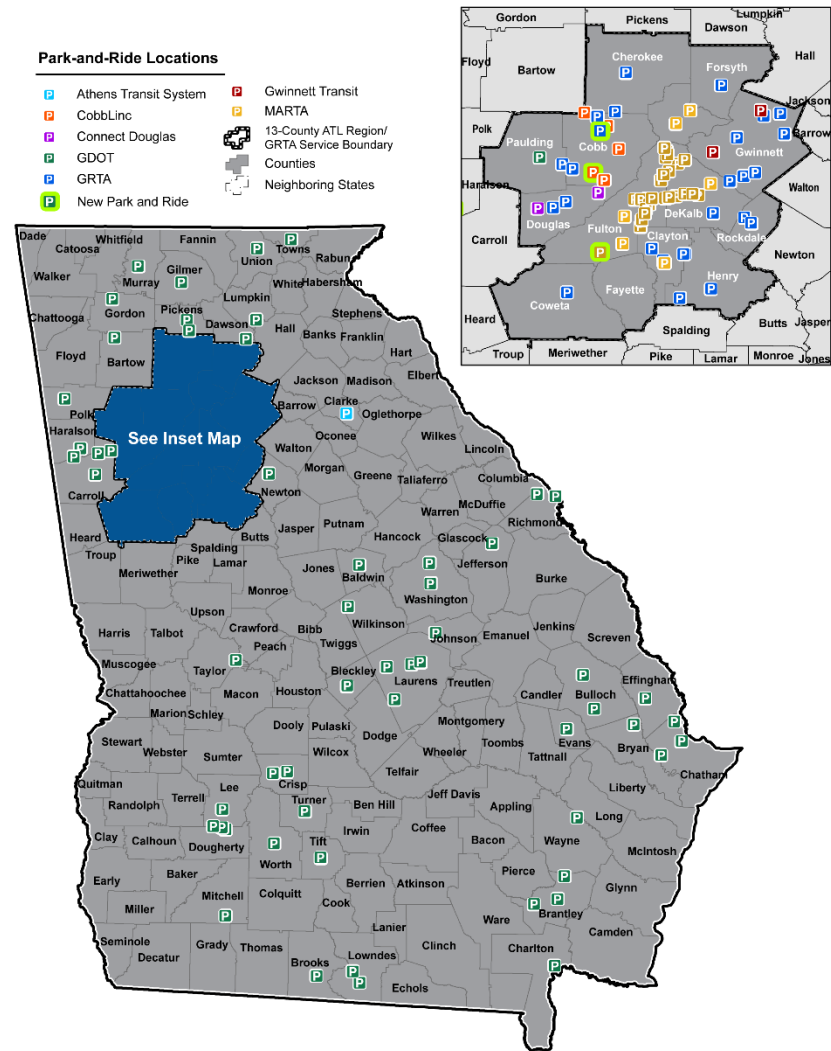 Park-and-Ride Locations
P Athens Transit System
P CobbLinc
P Connect Douglas
P GDOT
P GRTA
P New Park and Ride
P Gwinnett Transit
P MARTA
13-County ATL Region/
GRTA Service Boundary
Counties
Neighboring States
Gordon Pickens Lumpkin
Dawson
Hall
Floyd
Bartow
Cherokee
Forsyth
Jackson
Polk
Paulding
Cobb
Gwinnett
Barrow
Haralson
Walton
Douglas
DeKalb
Fulton
Rockdale
Carroll
Clayton
Newton
Henry
Fayette
Coweta
Heard
Spalding
Butts
Jasper
Troup Meriwether Pike Lamar Monroe Jones
Dade
Catoosa
Whitfield
Fannin
Union
Towns
Rabun
Walker
Murray
Gilmer
White
Habersham
Lumpkin
Chattooga
Gordon
Pickens
Dawson
Stephens
Hall
Banks
Franklin
Hart
Floyd
Bartow
Jackson
Madison
Elbert
Polk
Barrow
Clarke
Oglethorpe
Haralson
See Inset Map
Oconee
Wilkes
Lincoln
Walton
Morgan
Greene
Taliaferro
Columbia
Carroll
Newton
McDuffie
Warren
Richmond
Heard
Butts
Jasper
Putnam
Hancock
Glascock
Troup
Spalding
Pike
Lamar
Meriwether
Jones
Baldwin
Jefferson
Burke
Monroe
Washington
Upson
Wilkinson
Harris
Talbot
Crawford
Bibb
Twiggs
Johnson
Emanuel
Jenkins
Screven
Muscogee
Peach
Taylor
Bleckley
Laurens
Treutlen
Candler
Bulloch
Effingham
Chattahoochee
Macon
Houston
Marion
Schley
Montgomery
Dooly
Pulaski
Dodge
Stewart
Webster
Wilcox
Wheeler
Toombs
Evans
Bryan
Sumter
Tattnall
Telfair
Chatham
Quitman
Lee
Crisp
Liberty
Randolph
Terrell
Turner
Ben Hill
Jeff Davis
Appling
Long
Clay
Calhoun
Dougherty
Irwin
Coffee
Bacon
Wayne
McIntosh
Tift
Worth
Early
Baker
Pierce
Mitchell
Colquitt
Berrien
Atkinson
Glynn
Miller
Cook
Ware
Brantley
Lanier
Camden
Seminole
Decatur
Grady
Thomas
Clinch
Charlton
Brooks
Lowndes
Echols